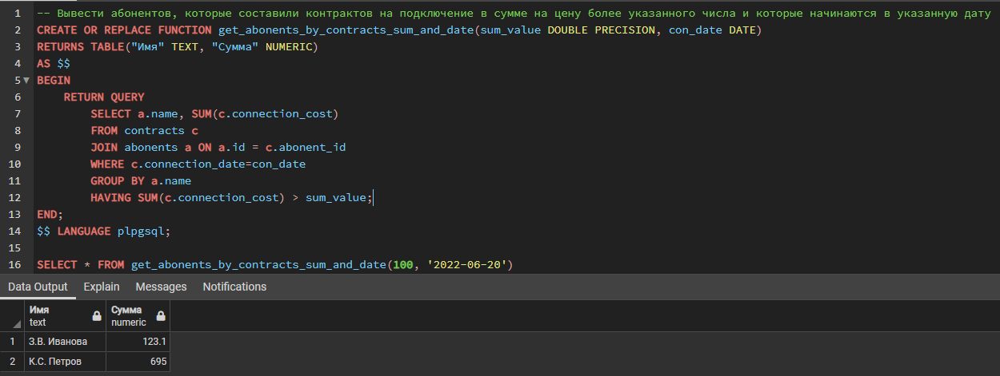 1 -- Вывести абонентов, которые составили контрактов на подключение в сумме на цену более указанного числа и которые начинаются в указанную дату
2 CREATE OR REPLACE FUNCTION get_abonents_by_contracts_sum_and_date(sum_value DOUBLE PRECISION, con_date DATE)
3 RETURNS TABLE("Имя" TEXT, "Сумма" NUMERIC)
4 AS $$
5 BEGIN
6 RETURN QUERY
7 SELECT a.name, SUM(c.connection_cost)
8 FROM contracts c
9 JOIN abonents a ON a.id = c.abonent_id
10 WHERE c.connection_date=con_date
11 GROUP BY a.name
12 HAVING SUM(c.connection_cost) > sum_value;
13 END;
14 $$ LANGUAGE plpgsql;
15
16 SELECT * FROM get_abonents_by_contracts_sum_and_date(100, '2022-06-20')
Data Output Explain Messages Notifications
Имя Сумма
text numeric
1 З.В. Иванова 123.1
2 К.С. Петров 695